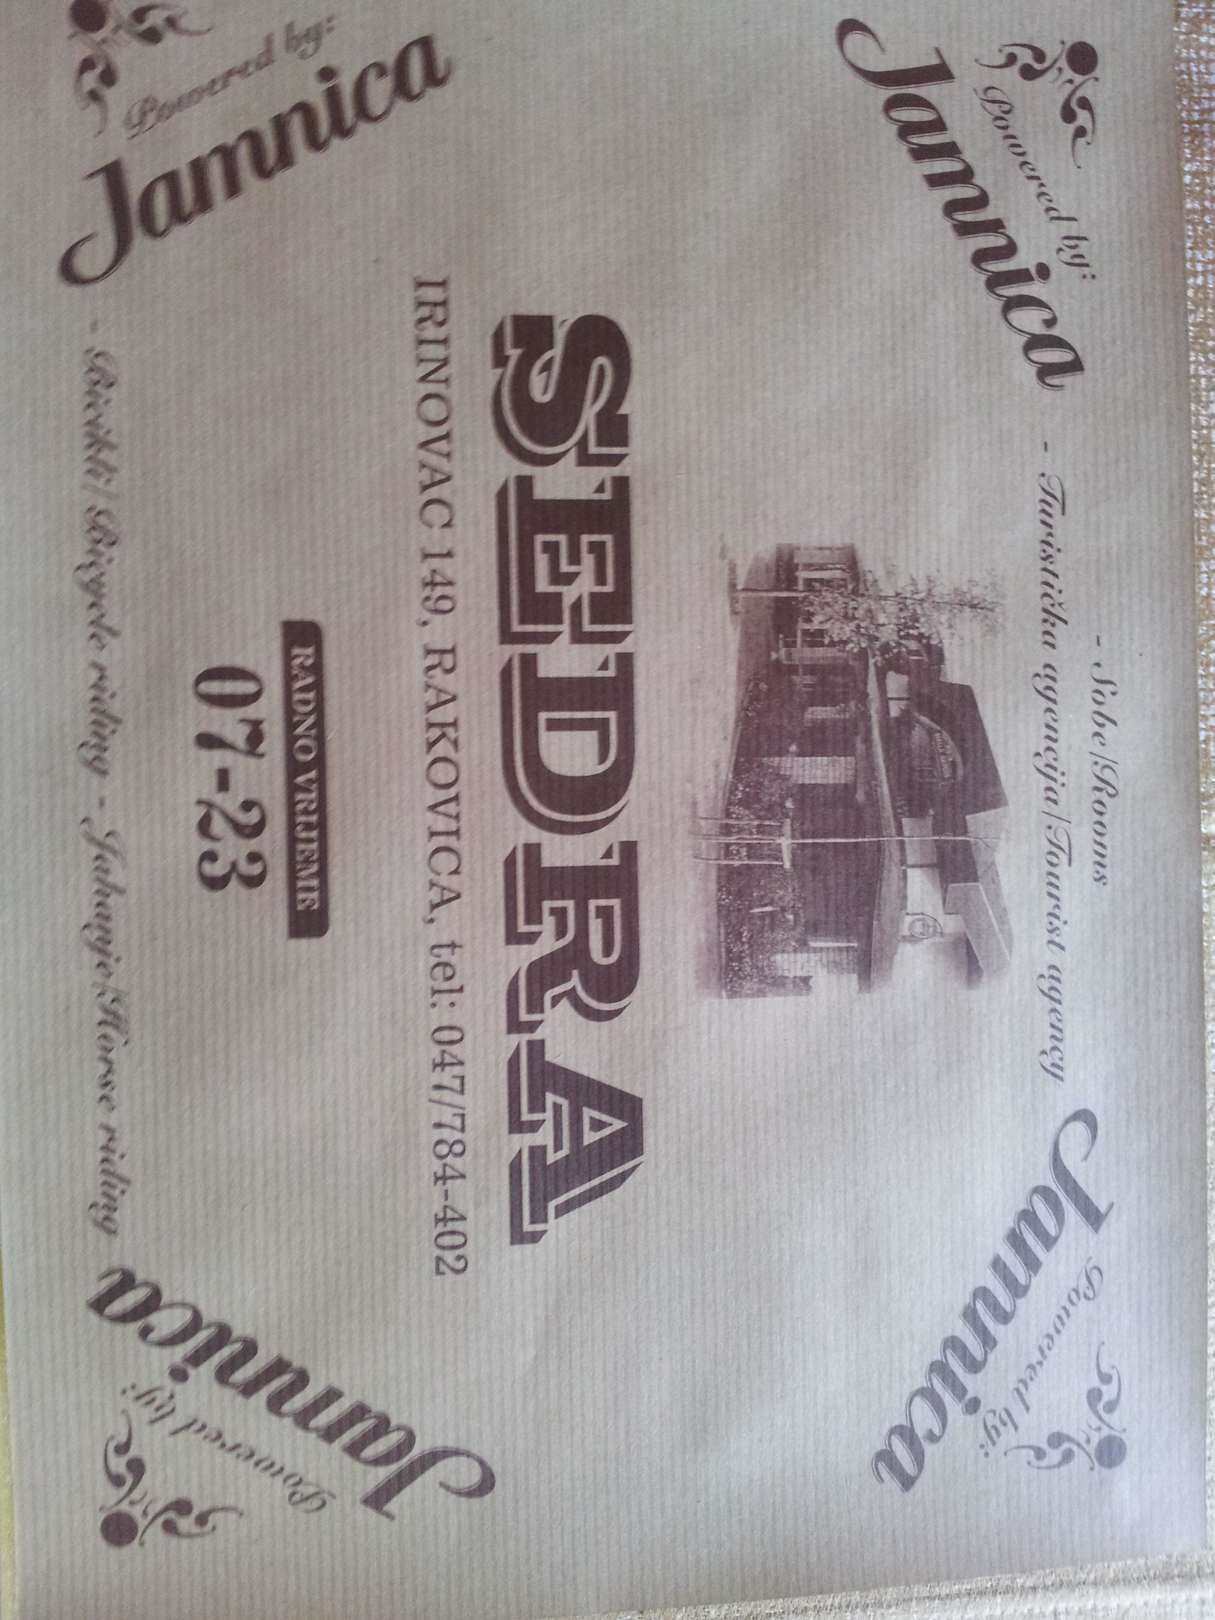 Powered by:
Jamnica
Powered by:
Jamnica
- Sobe/Rooms
- Turistička agencija/Tourist agency
SEDRA
IRINOVAC 149, RAKOVICA, tel: 047/784-402
RADNO VRIJEME
07-23
- Bicikli/Bicycle riding - Jahanje/Horse riding
Powered by:
Jamnica
Powered by:
Jamnica